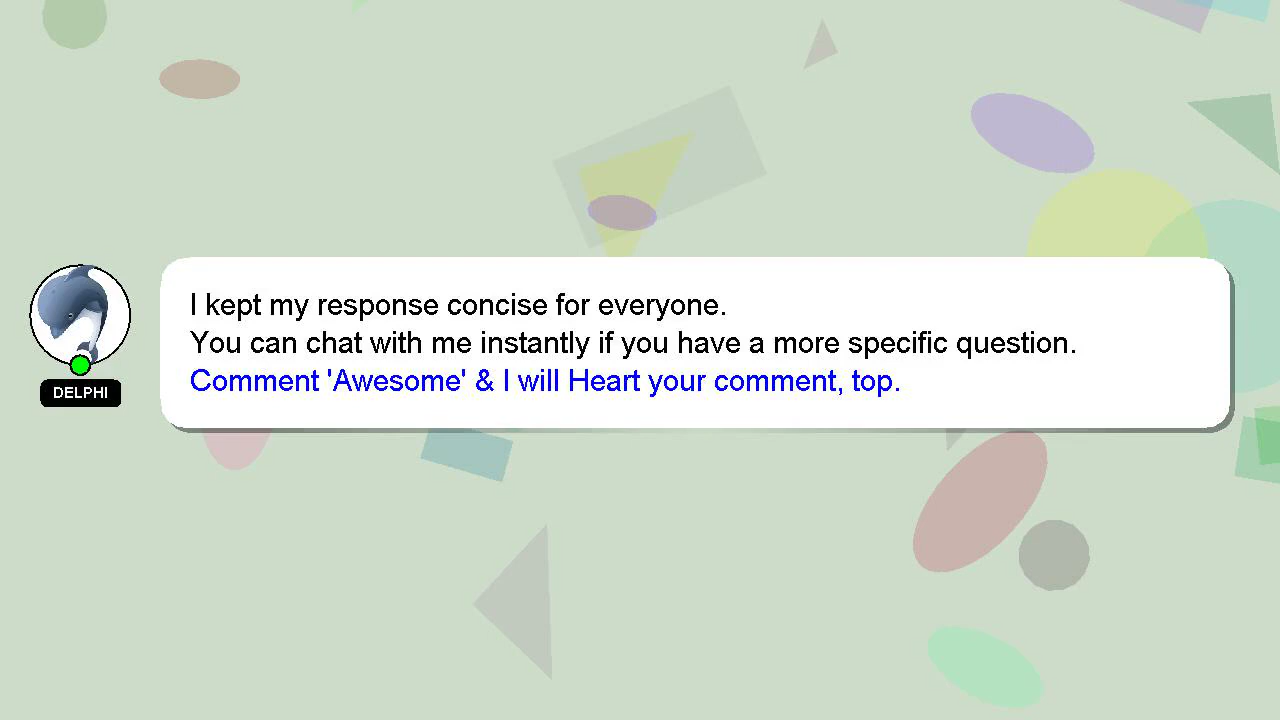 I kept my response concise for everyone.
You can chat with me instantly if you have a more specific question.
Comment 'Awesome' & I will Heart your comment, top.
DELPHI